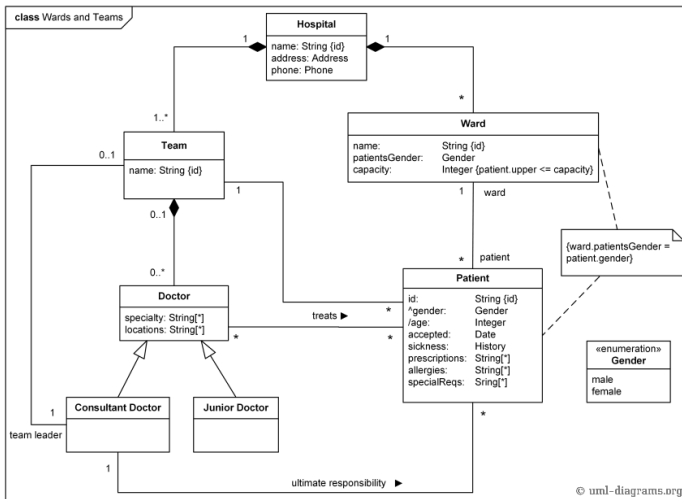 class Wards and Teams
Hospital
name: String {id}
address: Address
phone: Phone
1
1
1..*
*
Team
name: String {id}
Ward
name: String {id}
patientsGender: Gender
capacity: Integer {patient.upper <= capacity}
0..1
1
0..1
1
ward
{ward.patientsGender =
patient.gender}
0..*
*
patient
Doctor
specialty: String[*]
locations: String[*]
Patient
id: String {id}
^gender: Gender
/age: Integer
accepted: Date
sickness: History
prescriptions: String[*]
allergies: String[*]
specialReqs: Sring[*]
treats ►
*
*
*
«enumeration»
Gender
male
female
Consultant Doctor
Junior Doctor
1
team leader
*
1
ultimate responsibility ►
© uml-diagrams.org